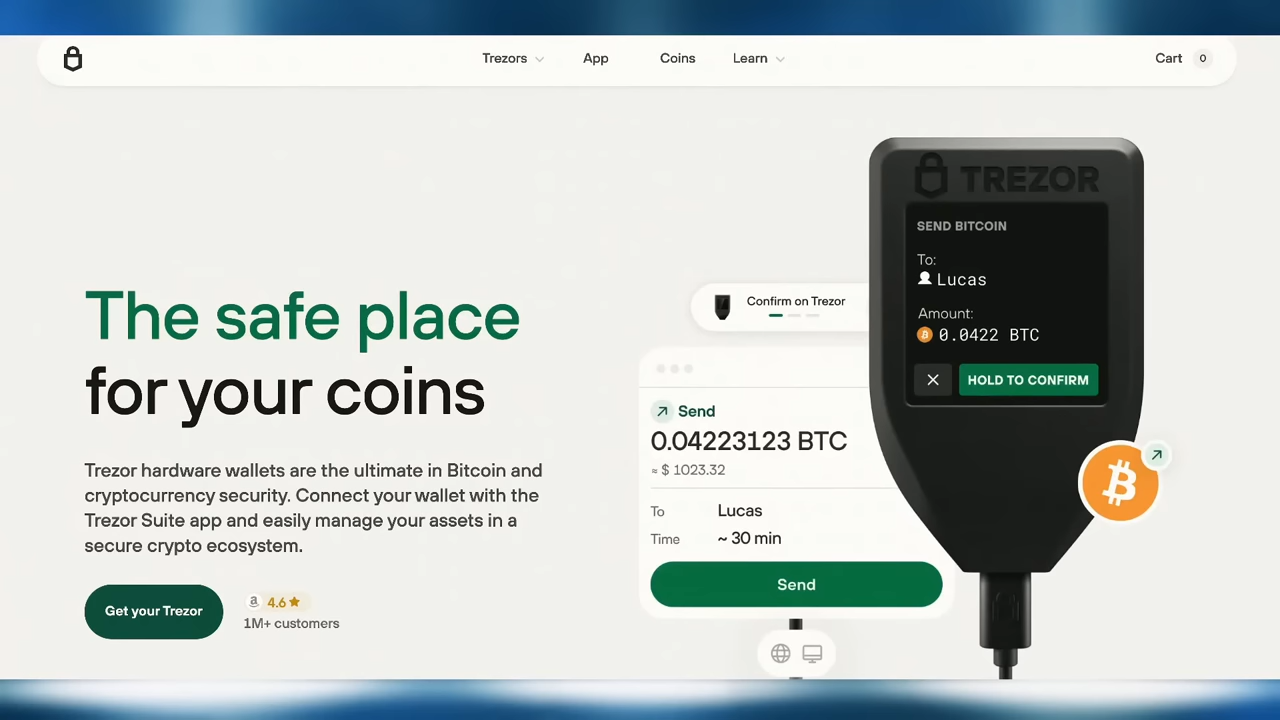 Trezors
App
Coins
Learn
Cart 0
The safe place
for your coins
Trezor hardware wallets are the ultimate in Bitcoin and
cryptocurrency security. Connect your wallet with the
Trezor Suite app and easily manage your assets in a
secure crypto ecosystem.
Get your Trezor
a 4.6
1M+ customers
Confirm on Trezor
Send
0.04223123 BTC
≈ $ 1023.32
To Lucas
Time ~ 30 min
Send
TREZOR
SEND BITCOIN
To:
Lucas
Amount:
0.0422 BTC
HOLD TO CONFIRM